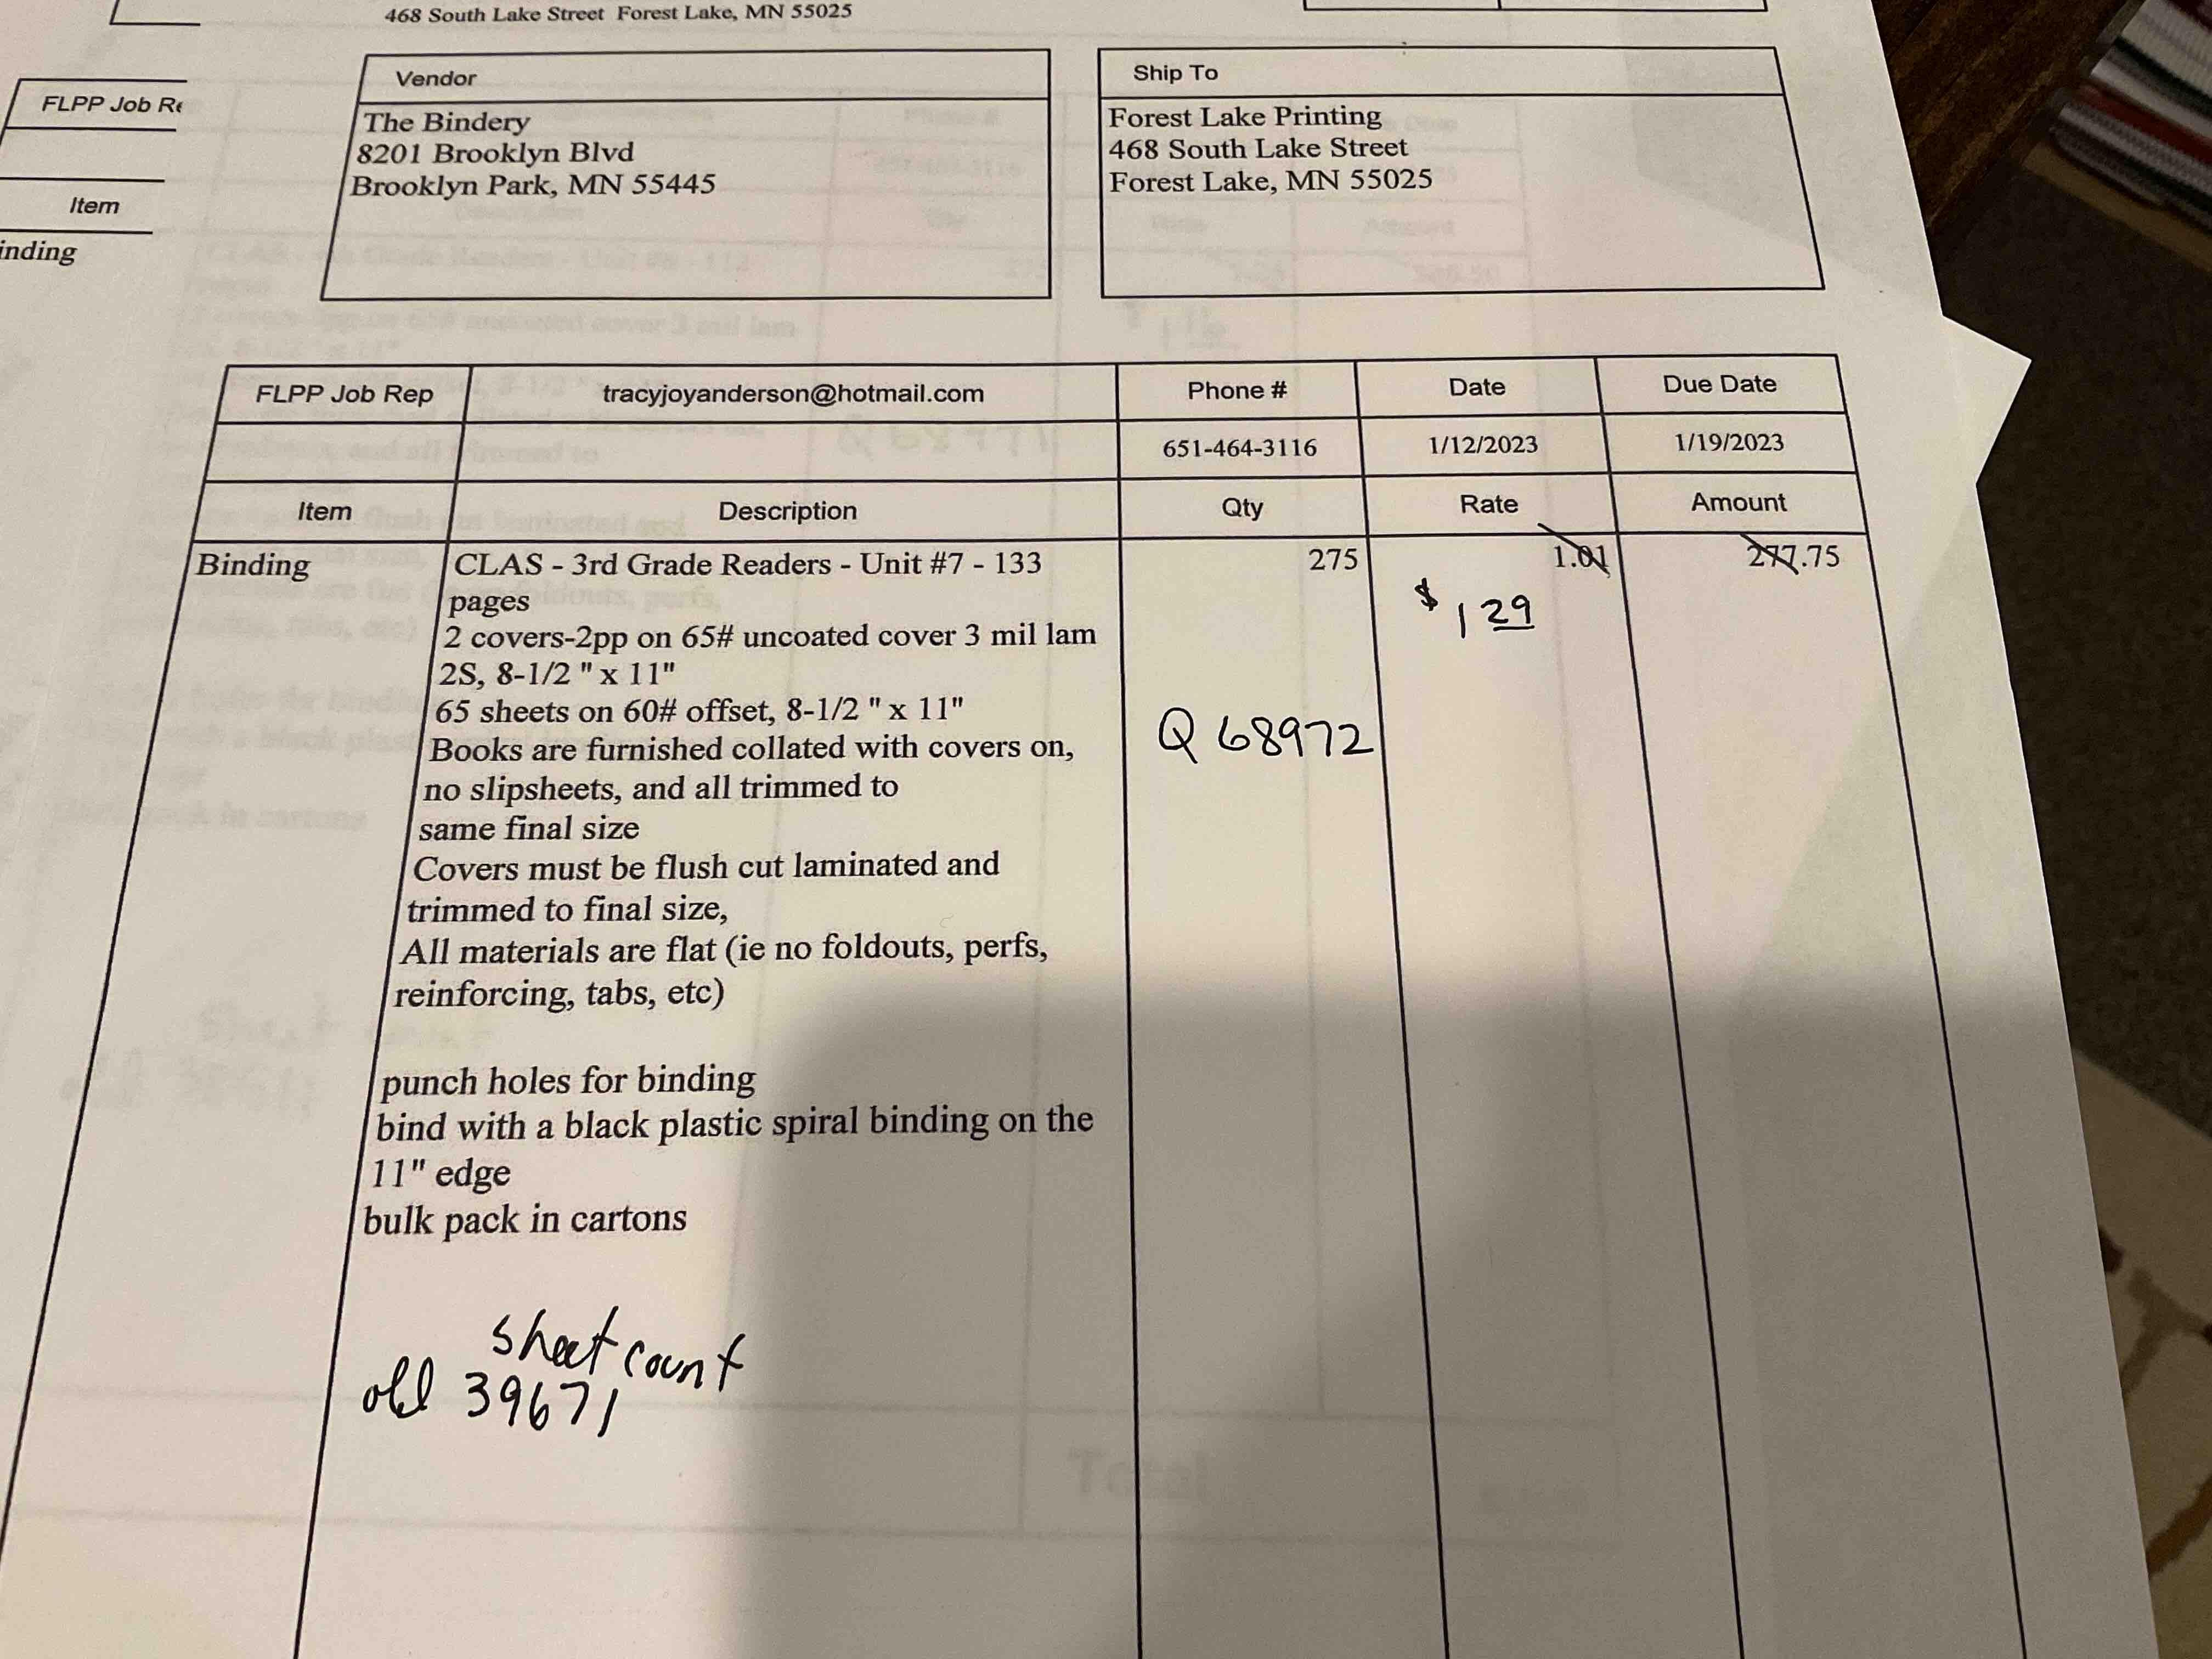 468 South Lake Street Forest Lake, MN 55025
FLPP Job
Item
inding
Vendor
The Bindery
8201 Brooklyn Blvd
Brooklyn Park, MN 55445
Ship To
Forest Lake Printing
468 South Lake Street
Forest Lake, MN 55025
FLPP Job Rep tracyjoyanderson@hotmail.com Phone # Date Due Date
651-464-3116 1/12/2023 1/19/2023
Item Description Qty Rate Amount
Binding CLAS - 3rd Grade Readers - Unit #7 - 133 275 1.01 277.75
pages
$ 1 29
2 covers-2pp on 65# uncoated cover 3 mil lam
2S, 8-1/2 " x 11"
65 sheets on 60# offset, 8-1/2 " x 11"
Q 68972
Books are furnished collated with covers on,
no slipsheets, and all trimmed to
same final size
Covers must be flush cut laminated and
trimmed to final size,
All materials are flat (ie no foldouts, perfs,
reinforcing, tabs, etc)
punch holes for binding
bind with a black plastic spiral binding on the
11" edge
bulk pack in cartons
sheet count
old 39671
Total